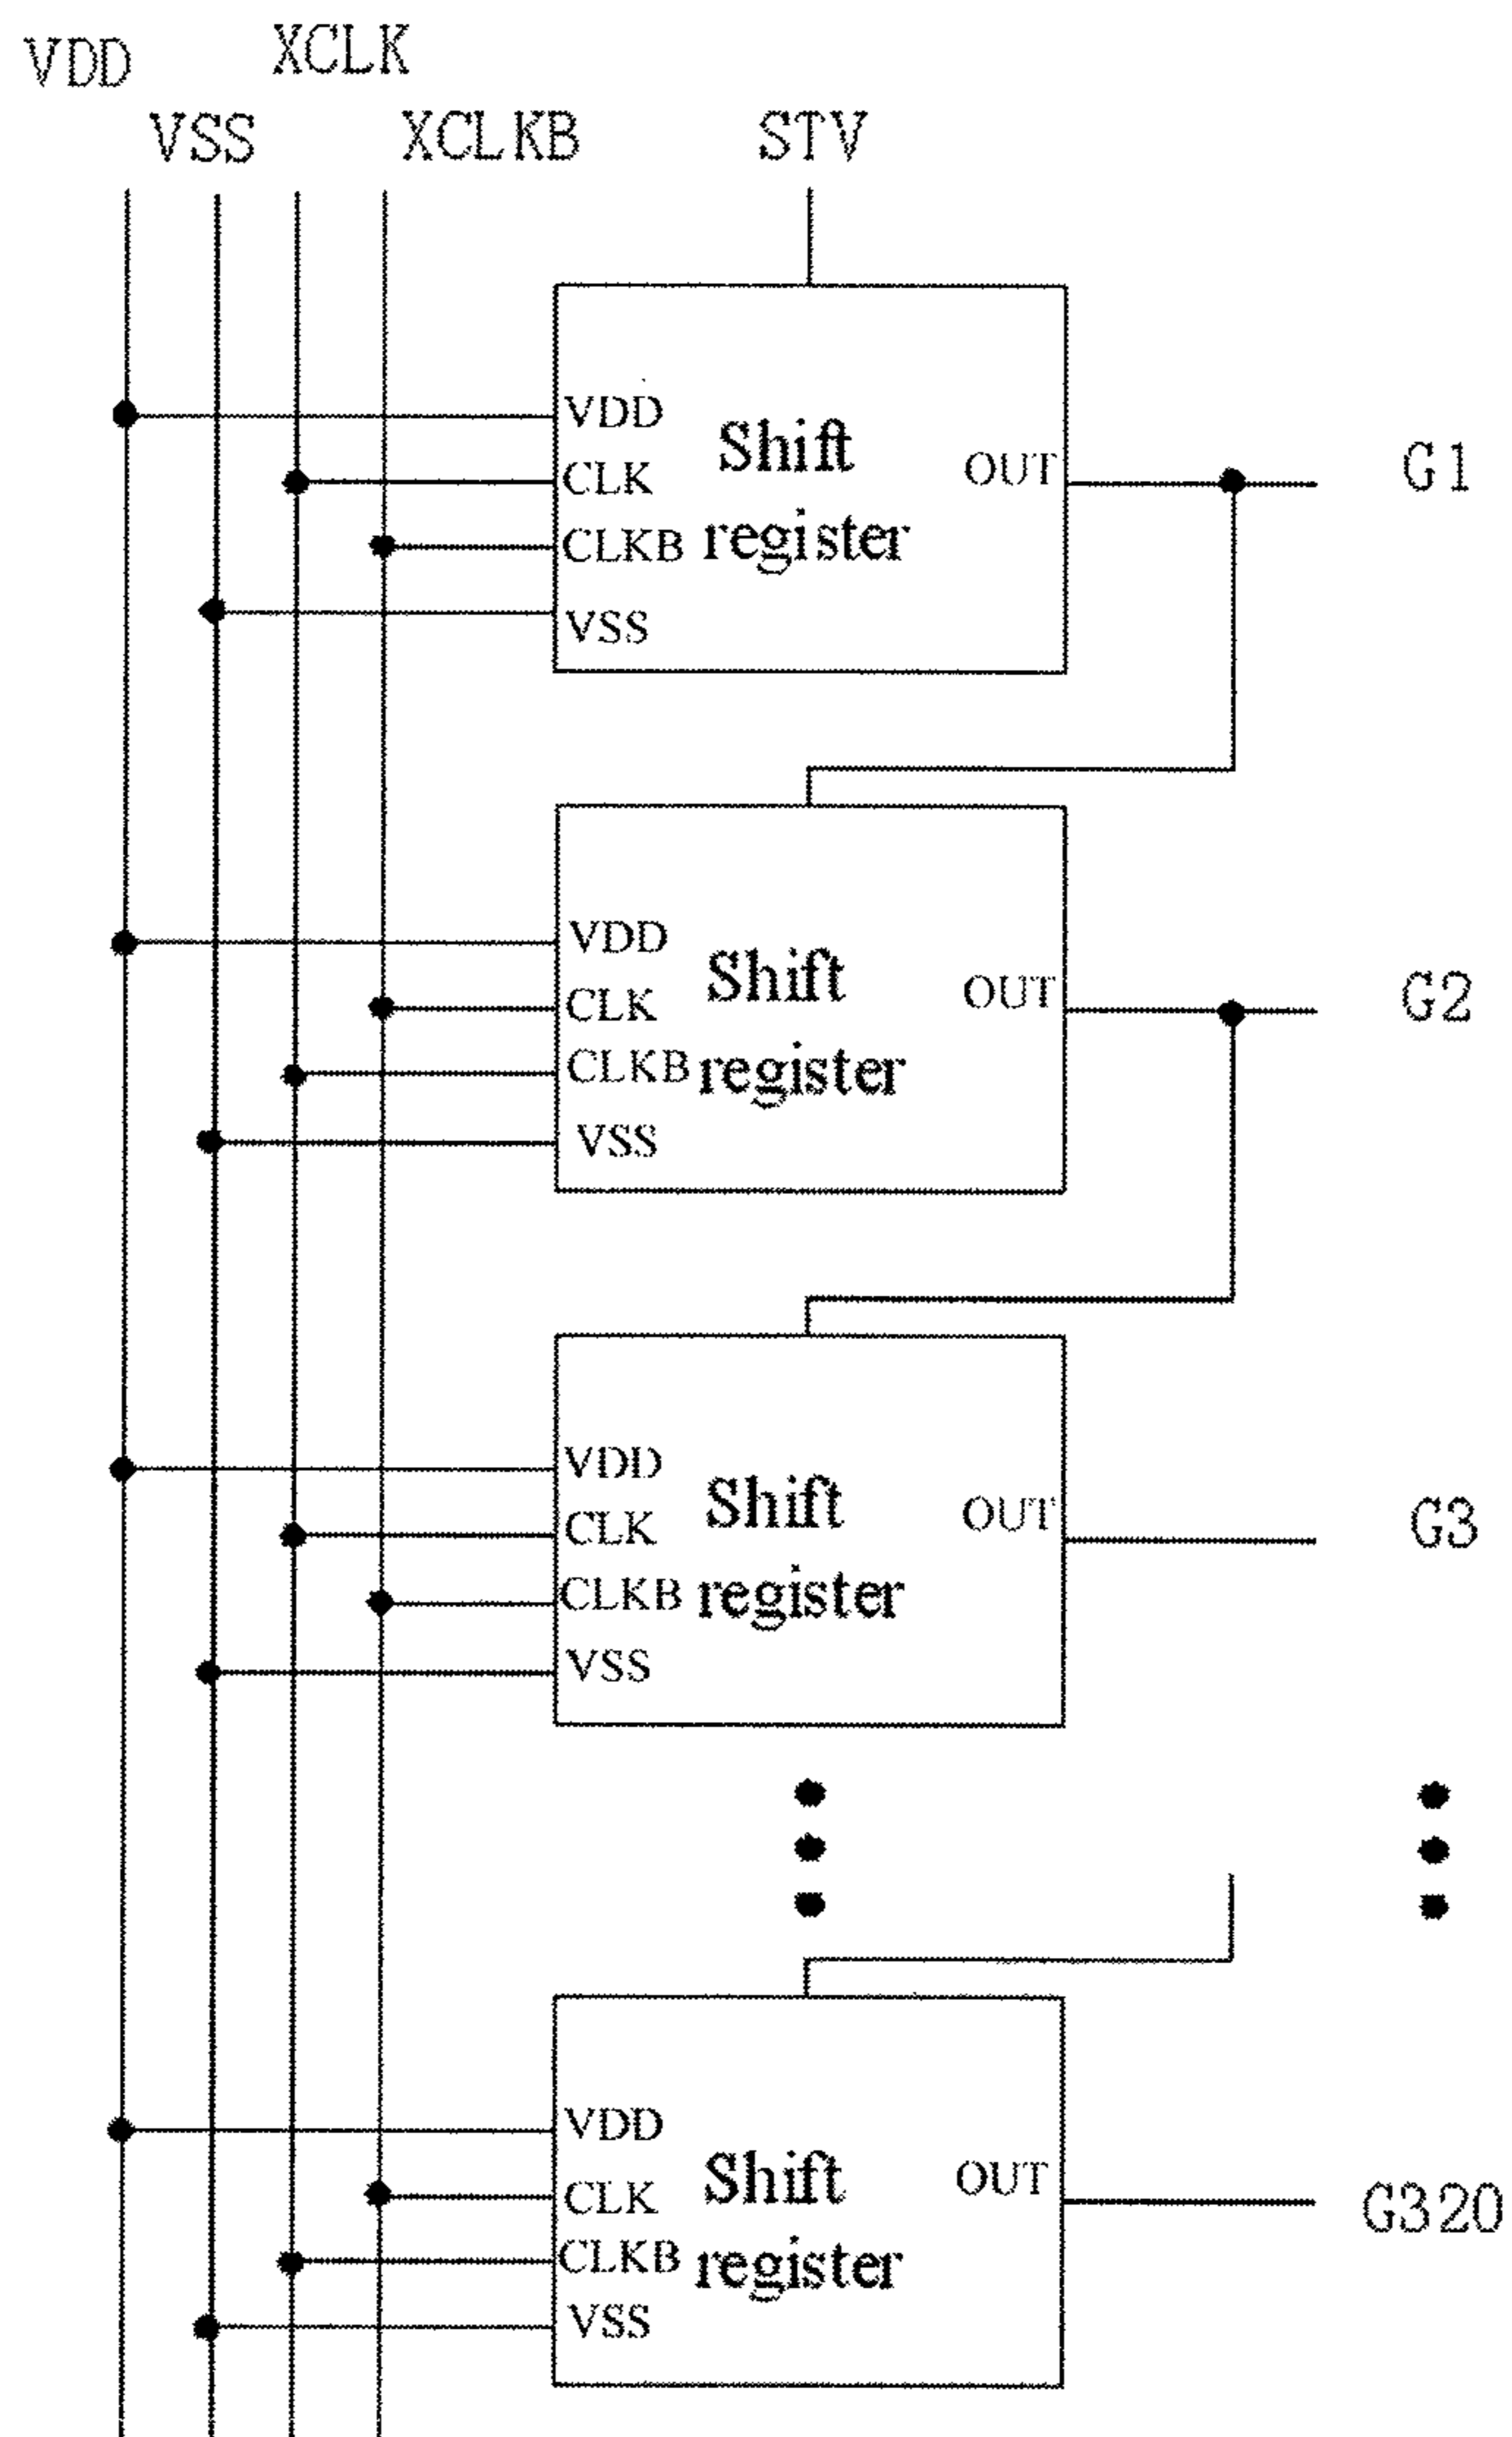 VDD
XCLK
VSS
XCLKB
STV
VDD
CLK
CLKB
VSS
Shift
register
OUT
G1
VDD
CLK
CLKB
VSS
Shift
register
OUT
G2
VDD
CLK
CLKB
VSS
Shift
register
OUT
G3
VDD
CLK
CLKB
VSS
Shift
register
OUT
G320